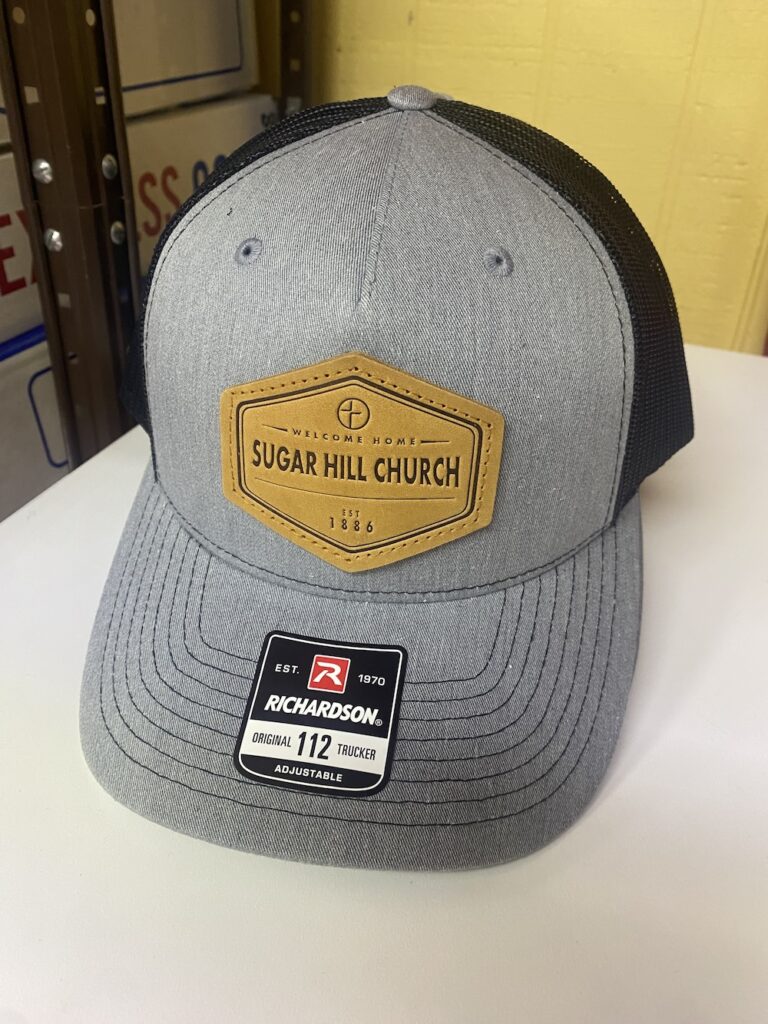 WELCOME HOME
SUGAR HILL CHURCH
EST
1886
EST. R 1970
RICHARDSON®
ORIGINAL 112 TRUCKER
ADJUSTABLE